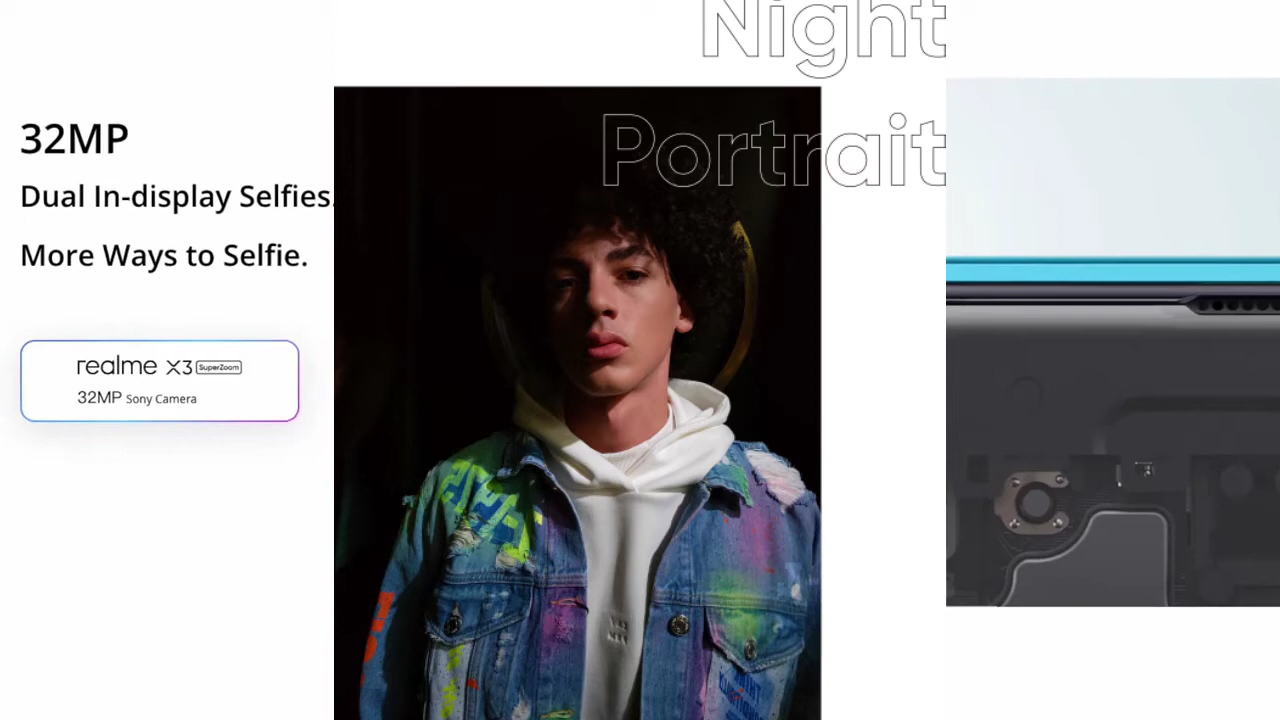 32MP
Dual In-display Selfies.
More Ways to Selfie.
realme X3 SuperZoom
32MP Sony Camera
Night
Portrait